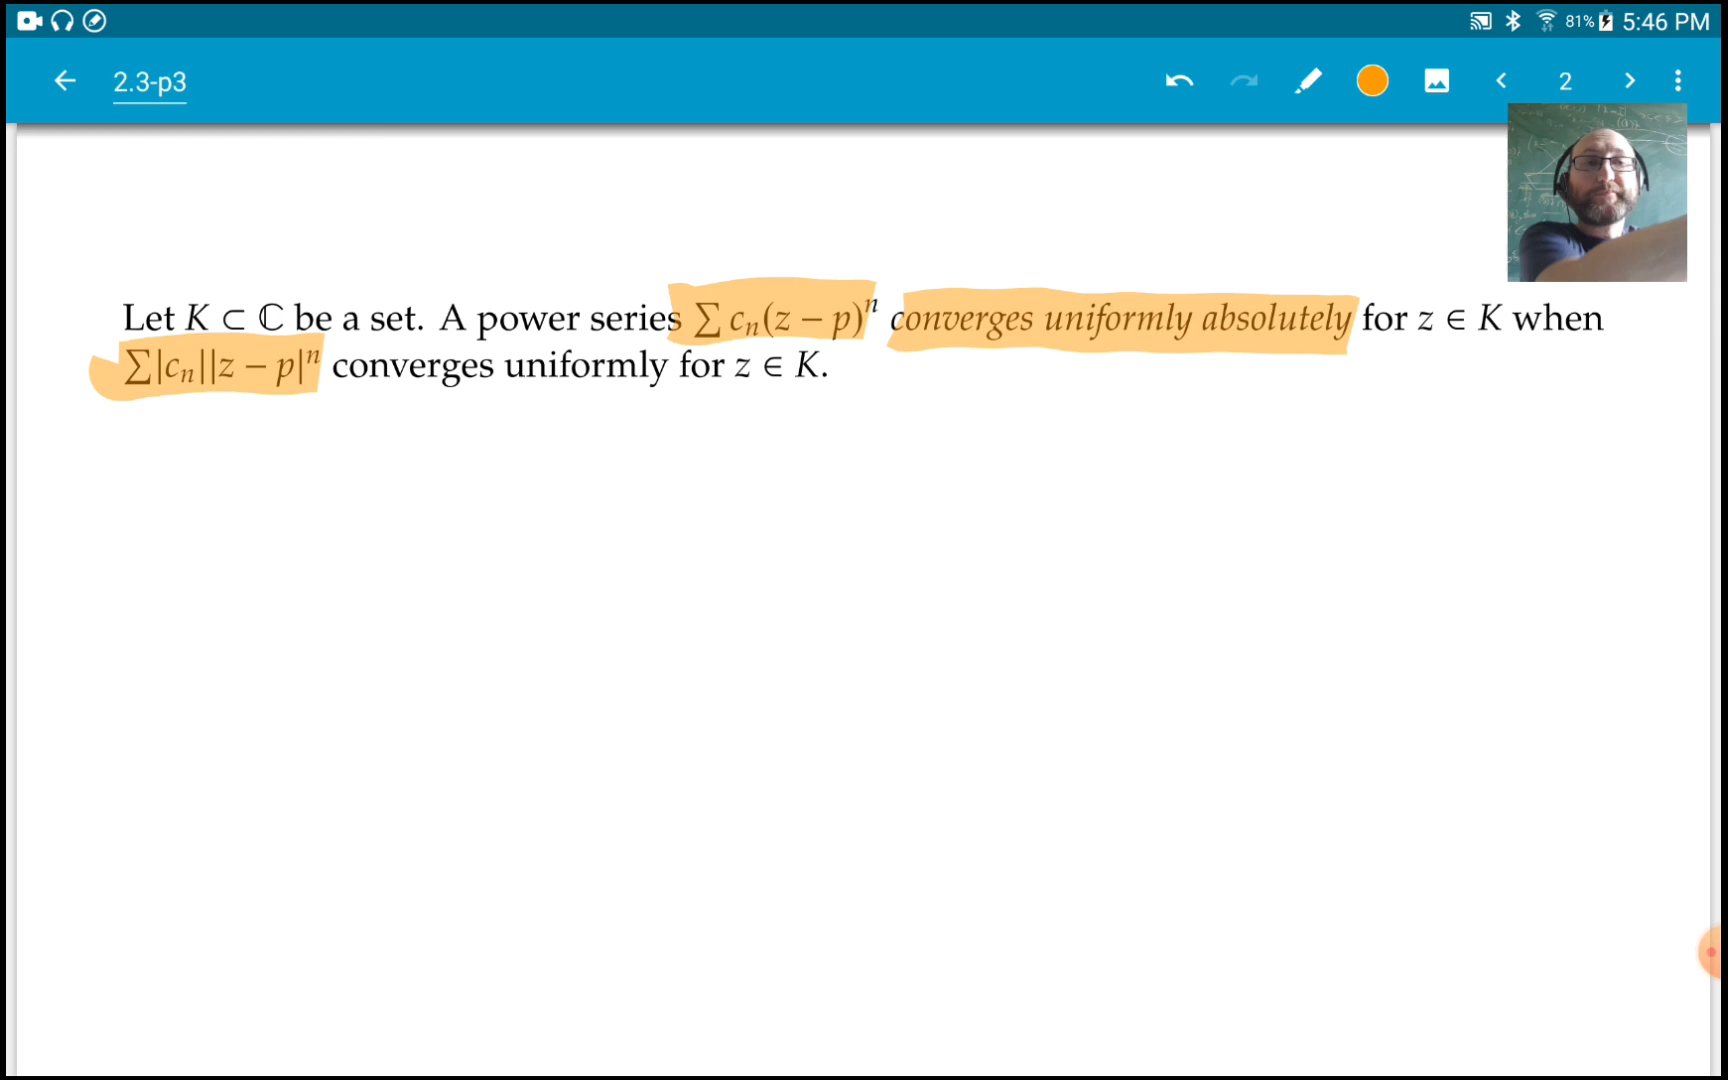 81% 5:46 PM
2.3-p3
2
Let K ⊂ ℂ be a set. A power series ∑ cₙ(z − p)ⁿ converges uniformly absolutely for z ∈ K when
∑|cₙ||z − p|ⁿ converges uniformly for z ∈ K.